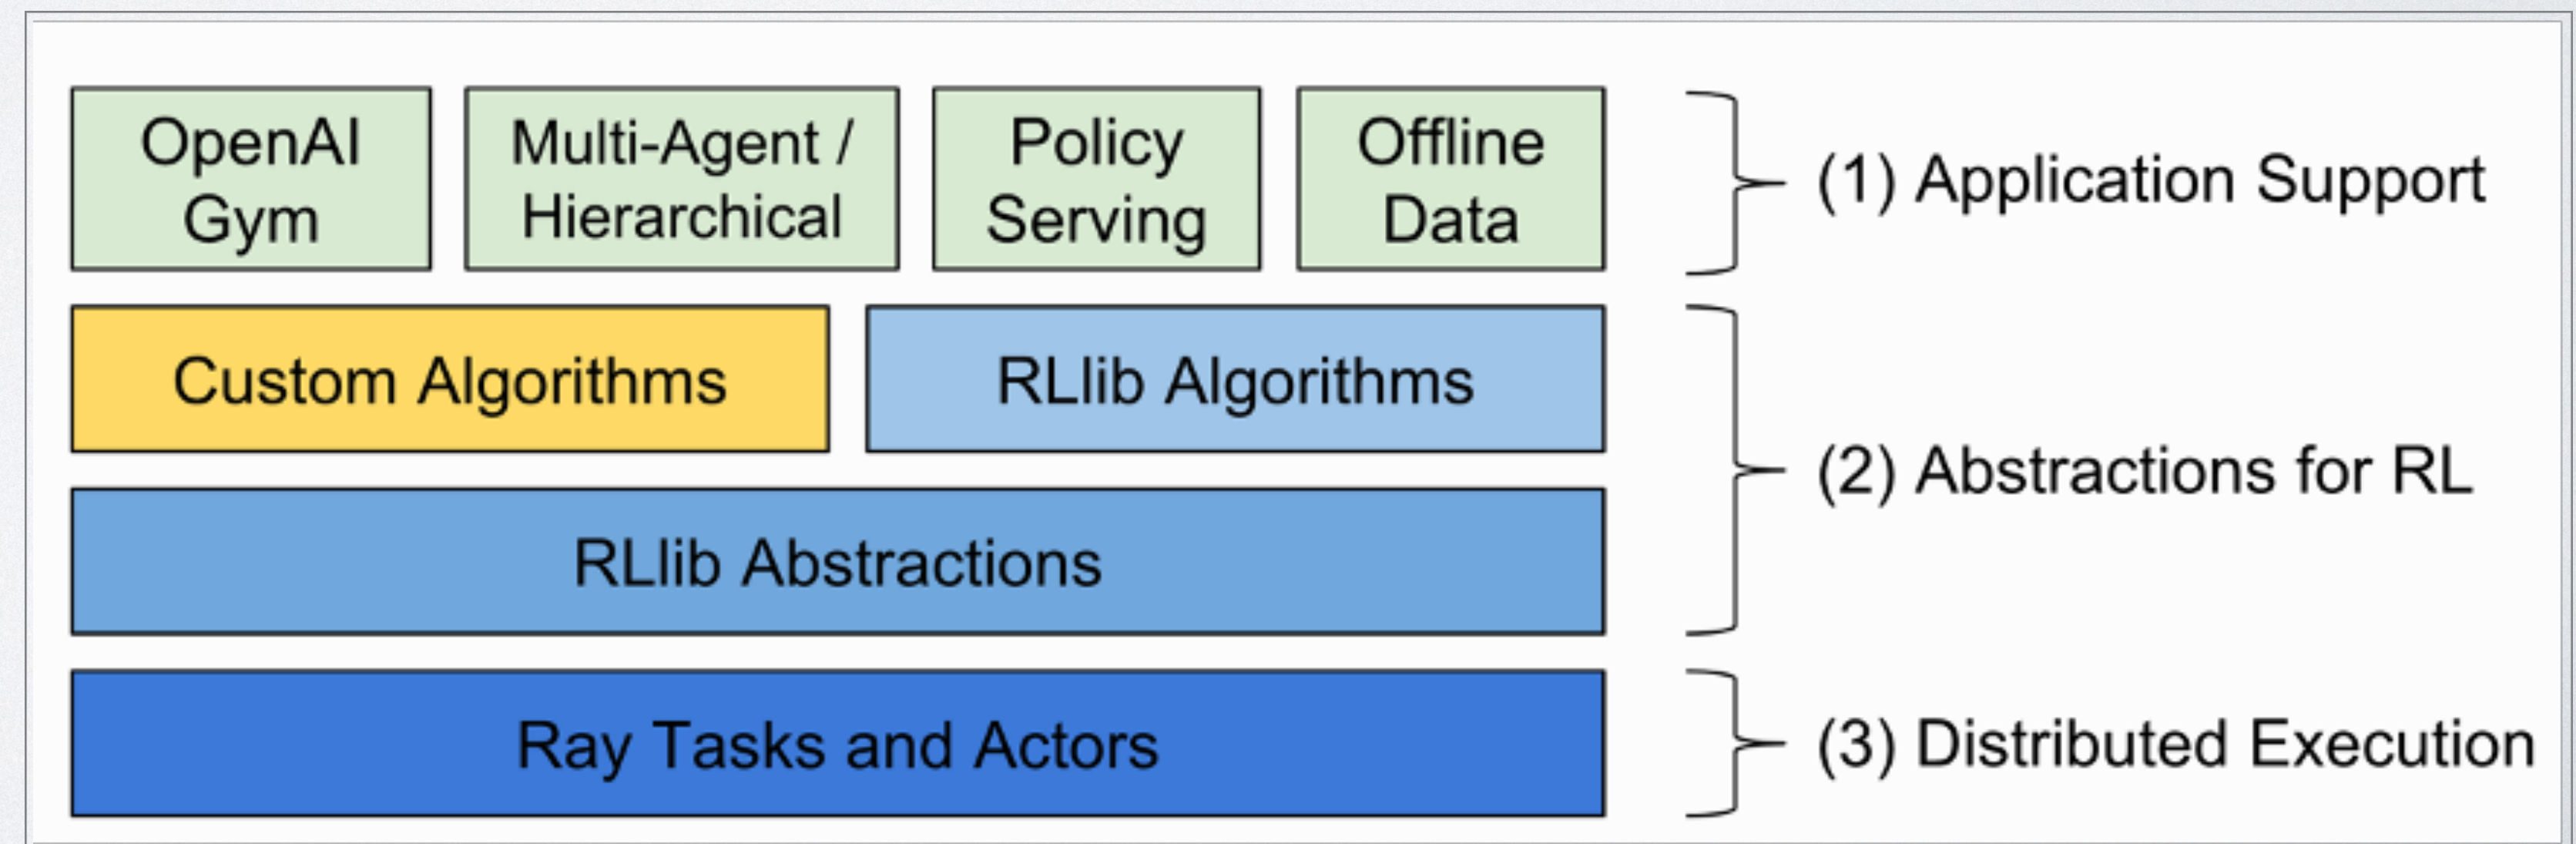 OpenAI
Gym
Multi-Agent /
Hierarchical
Policy
Serving
Offline
Data
(1) Application Support
Custom Algorithms
RLlib Algorithms
(2) Abstractions for RL
RLlib Abstractions
Ray Tasks and Actors
(3) Distributed Execution